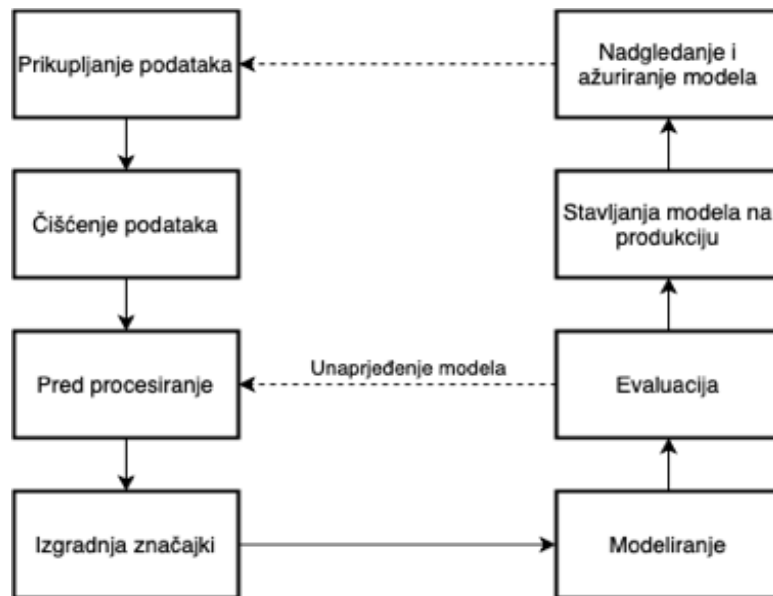 Prikupljanje podataka
Nadgledanje i
ažuriranje modela
Čišćenje podataka
Stavljanja modela na
produkciju
Pred procesiranje
Unaprjeđenje modela
Evaluacija
Izgradnja značajki
Modeliranje